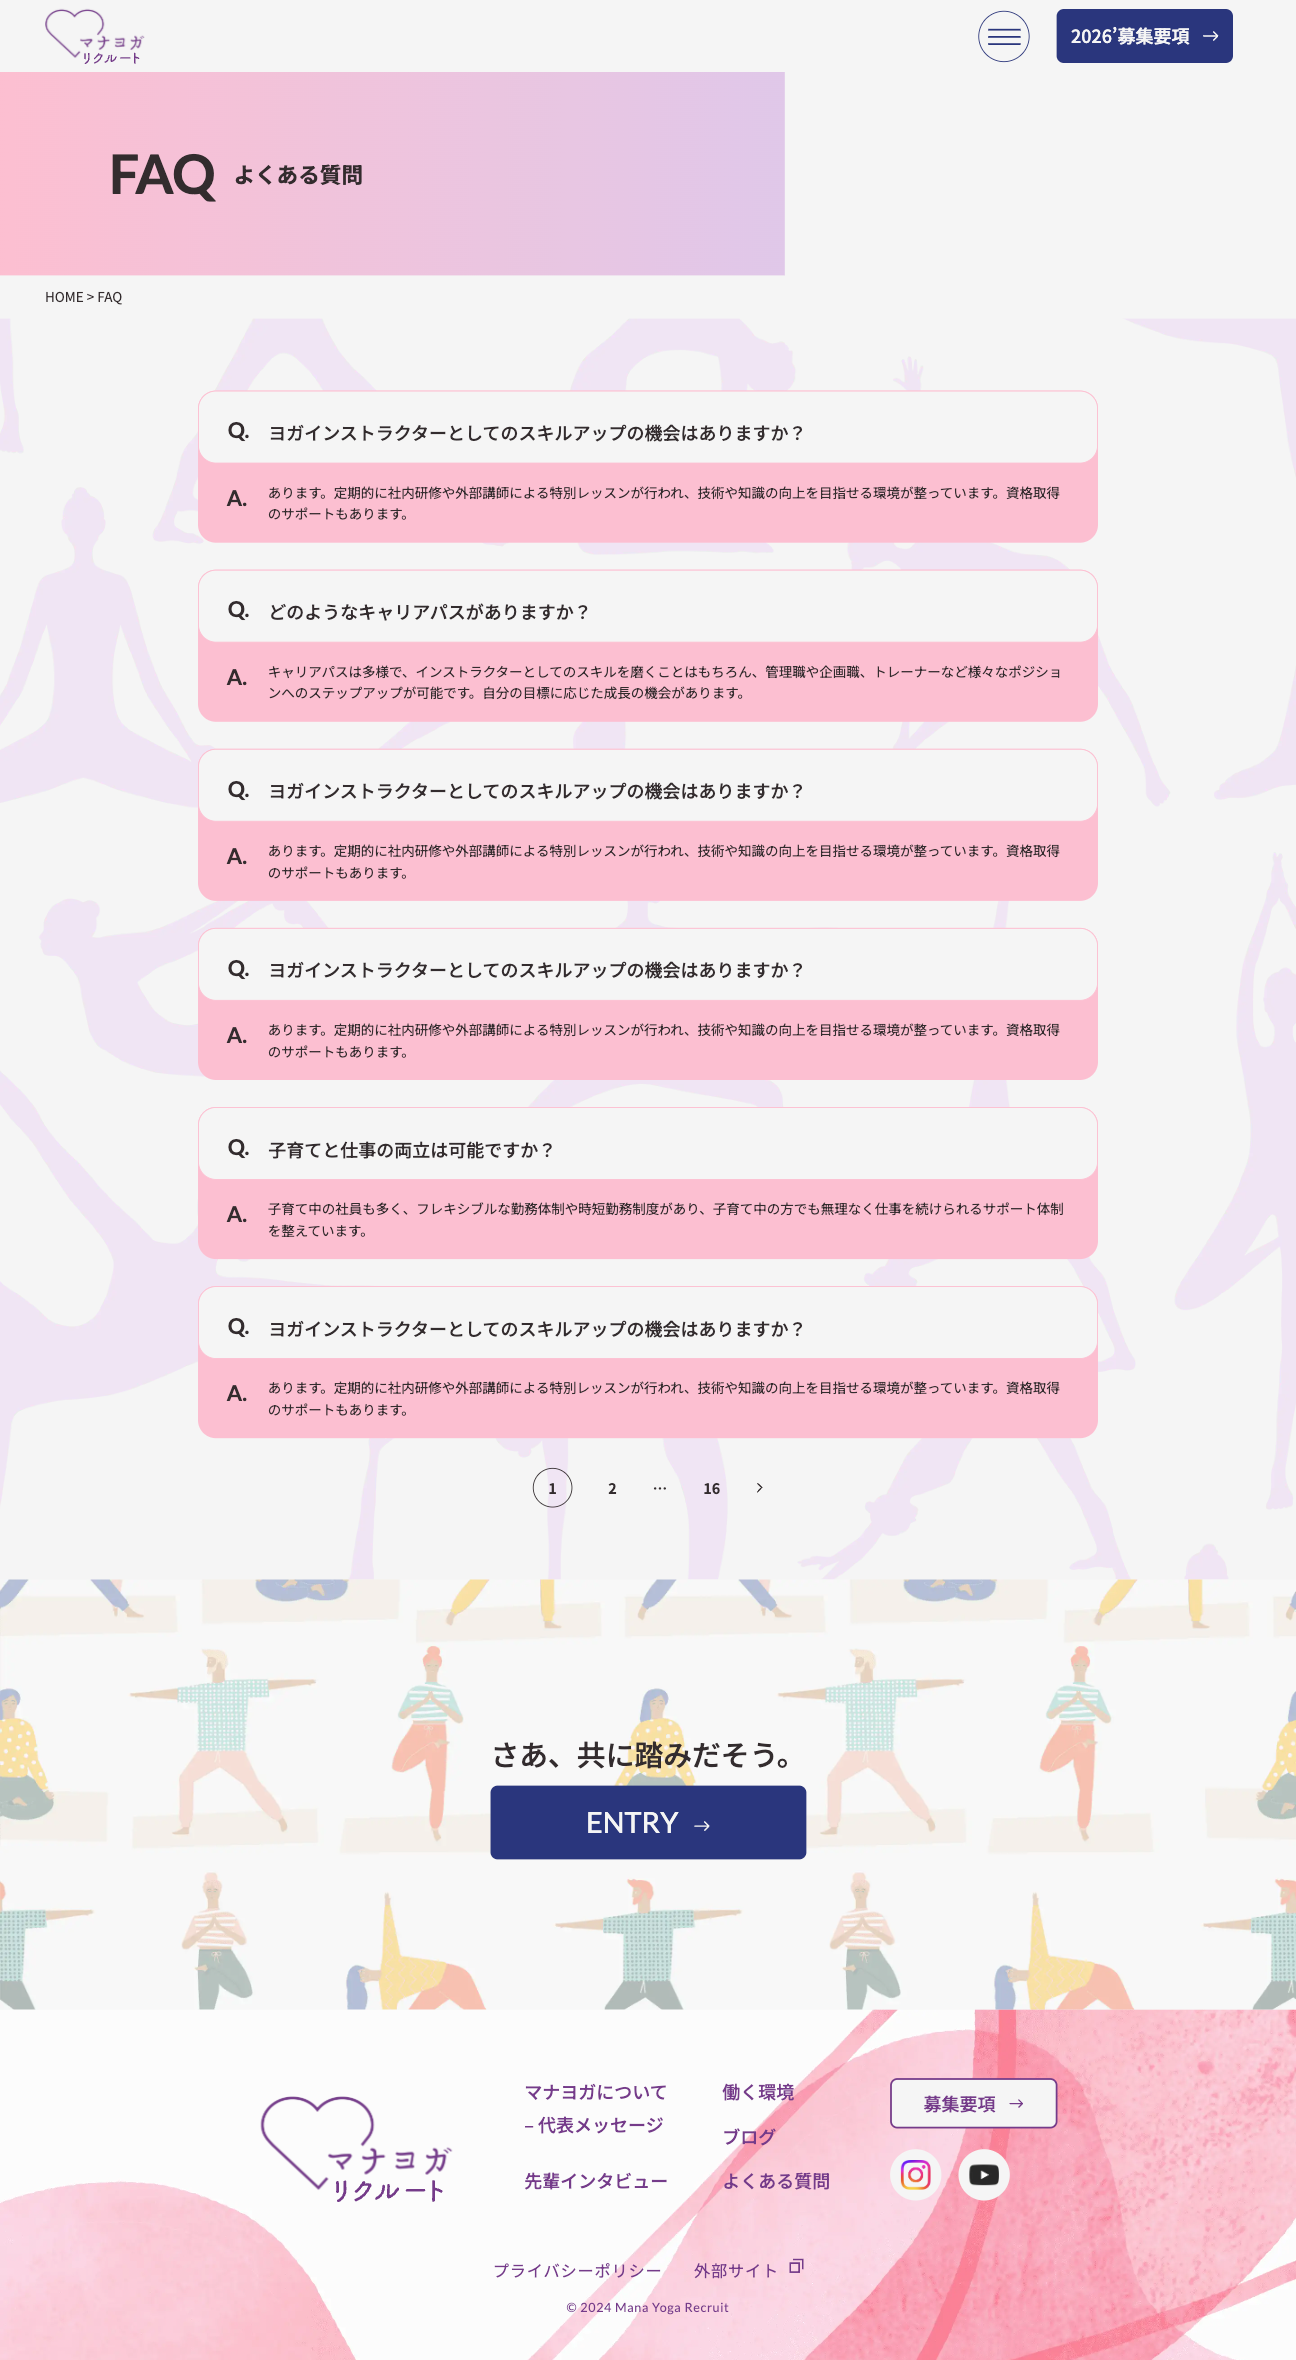 マナヨガ
リクルート
2026’募集要項 →
FAQ よくある質問
HOME > FAQ
Q. ヨガインストラクターとしてのスキルアップの機会はありますか？
A. あります。定期的に社内研修や外部講師による特別レッスンが行われ、技術や知識の向上を目指せる環境が整っています。資格取得
のサポートもあります。
Q. どのようなキャリアパスがありますか？
A. キャリアパスは多様で、インストラクターとしてのスキルを磨くことはもちろん、管理職や企画職、トレーナーなど様々なポジショ
ンへのステップアップが可能です。自分の目標に応じた成長の機会があります。
Q. ヨガインストラクターとしてのスキルアップの機会はありますか？
A. あります。定期的に社内研修や外部講師による特別レッスンが行われ、技術や知識の向上を目指せる環境が整っています。資格取得
のサポートもあります。
Q. ヨガインストラクターとしてのスキルアップの機会はありますか？
A. あります。定期的に社内研修や外部講師による特別レッスンが行われ、技術や知識の向上を目指せる環境が整っています。資格取得
のサポートもあります。
Q. 子育てと仕事の両立は可能ですか？
A. 子育て中の社員も多く、フレキシブルな勤務体制や時短勤務制度があり、子育て中の方でも無理なく仕事を続けられるサポート体制
を整えています。
Q. ヨガインストラクターとしてのスキルアップの機会はありますか？
A. あります。定期的に社内研修や外部講師による特別レッスンが行われ、技術や知識の向上を目指せる環境が整っています。資格取得
のサポートもあります。
1 2 … 16 >
さあ、共に踏みだそう。
ENTRY →
マナヨガ
リクルート
マナヨガについて
– 代表メッセージ
先輩インタビュー
働く環境
ブログ
よくある質問
募集要項 →
プライバシーポリシー 外部サイト
© 2024 Mana Yoga Recruit